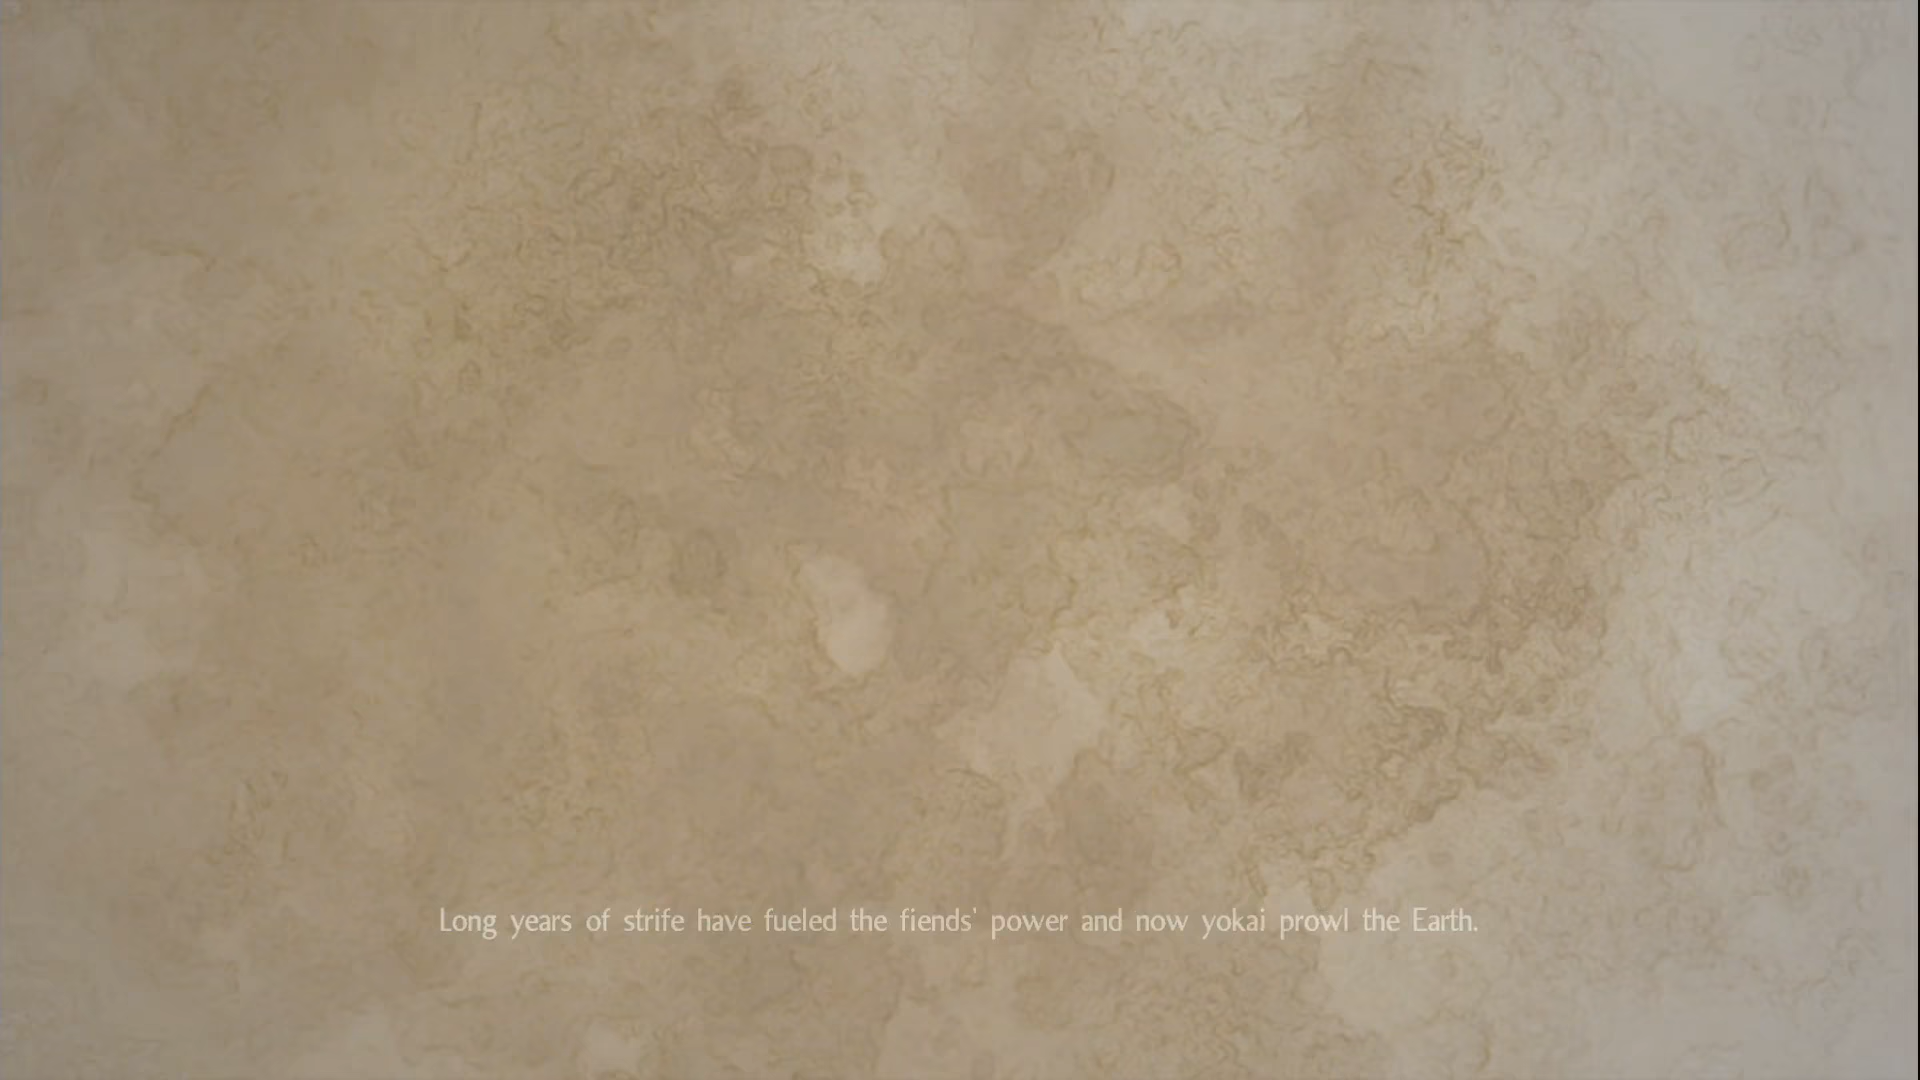 Long years of strife have fueled the fiends' power and now yokai prowl the Earth.